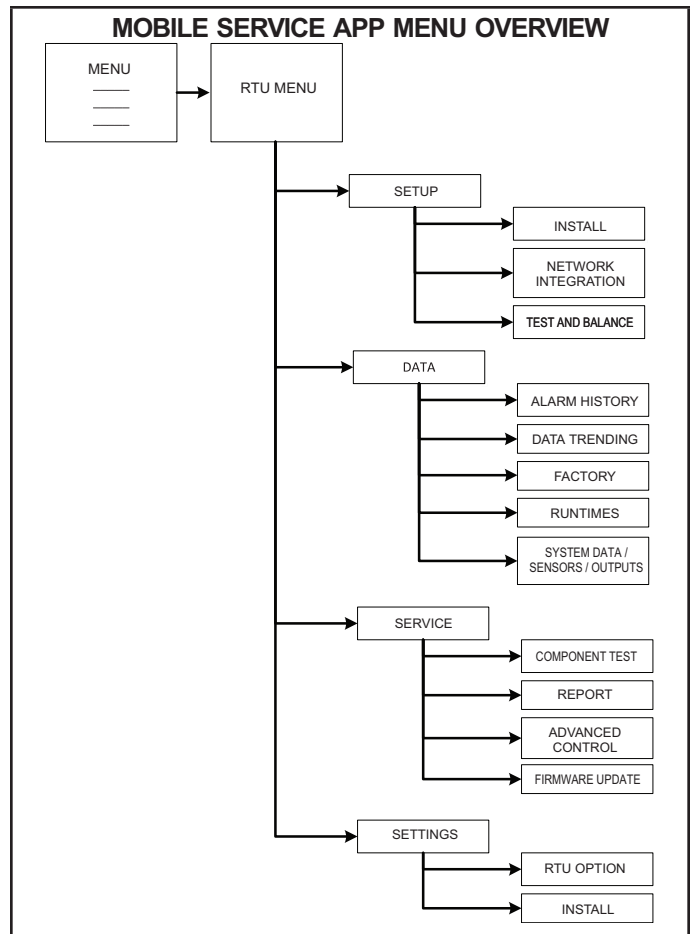 MOBILE SERVICE APP MENU OVERVIEW
MENU
RTU MENU
SETUP
INSTALL
NETWORK
INTEGRATION
TEST AND BALANCE
DATA
ALARM HISTORY
DATA TRENDING
FACTORY
RUNTIMES
SYSTEM DATA /
SENSORS / OUTPUTS
SERVICE
COMPONENT TEST
REPORT
ADVANCED
CONTROL
FIRMWARE UPDATE
SETTINGS
RTU OPTION
INSTALL